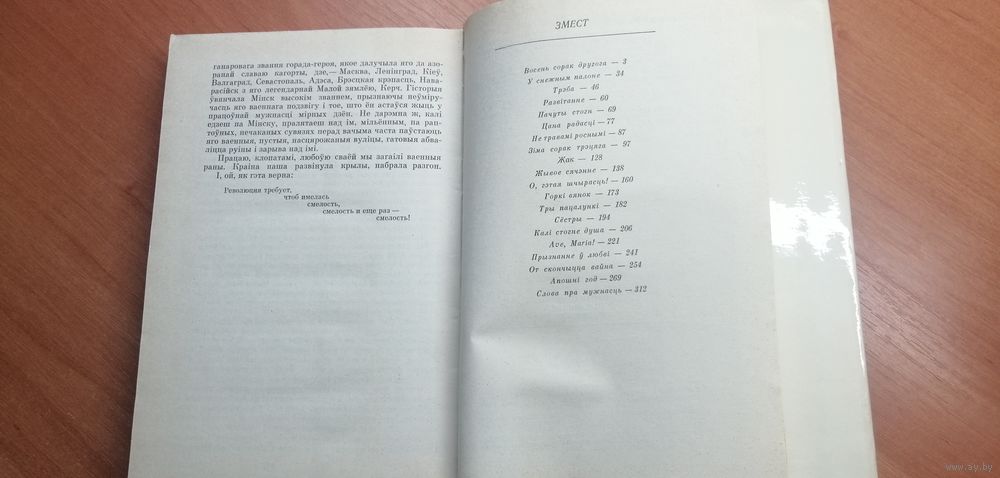 ганаровага звання горада-героя, якое далучыла яго да азо-
ранай славаю кагорты, дзе,— Масква, Ленінград, Кіеў,
Валгаград, Севастопаль, Адэса, Брэсцкая крэпасць, Нава-
расійск з яго легендарнай Малой зямлёю, Керч. Гісторыя
ўвянчала Мінск высокім званнем, прызнаючы неўміру-
часць яго ваеннага подзвігу і тое, што ён астаўся жыць у
працоўнай мужнасці мірных дзён. Не дарома ж, калі
едзеш па Мінску, пралятаеш над ім, мільённым, па рап-
тоўных, нечаканых сувязях перад вачыма часта паўстаюць
яго ваенныя, пустыя, насцярожаныя вуліцы, гатовыя абва-
ліцца руіны і зарыва над імі.
Працаю, клопатамі, любоўю сваёй мы загаілі ваенныя
раны. Краіна наша развінула крылы, набрала разгон.
І, ой, як гэта верна:
Революция требует,
чтоб имелась
смелость,
смелость и еще раз —
смелость!
ЗМЕСТ
Восень сорак другога — 3
У снежным палоне — 34
Трэба — 46
Развітанне — 60
Пачуты стогн — 69
Цана радасці — 77
Не травамі роснымі — 87
Зіма сорак трэцяга — 97
Жак — 128
Жывое сячэнне — 138
О, гэтая шчырасць! — 160
Горкі вянок — 173
Тры пацалункі — 182
Сёстры — 194
Калі стогне душа — 206
Ave, Maria! — 221
Прызнанне ў любві — 241
От скончыцца вайна — 254
Апошні год — 269
Слова пра мужнасць — 312
www.ay.by